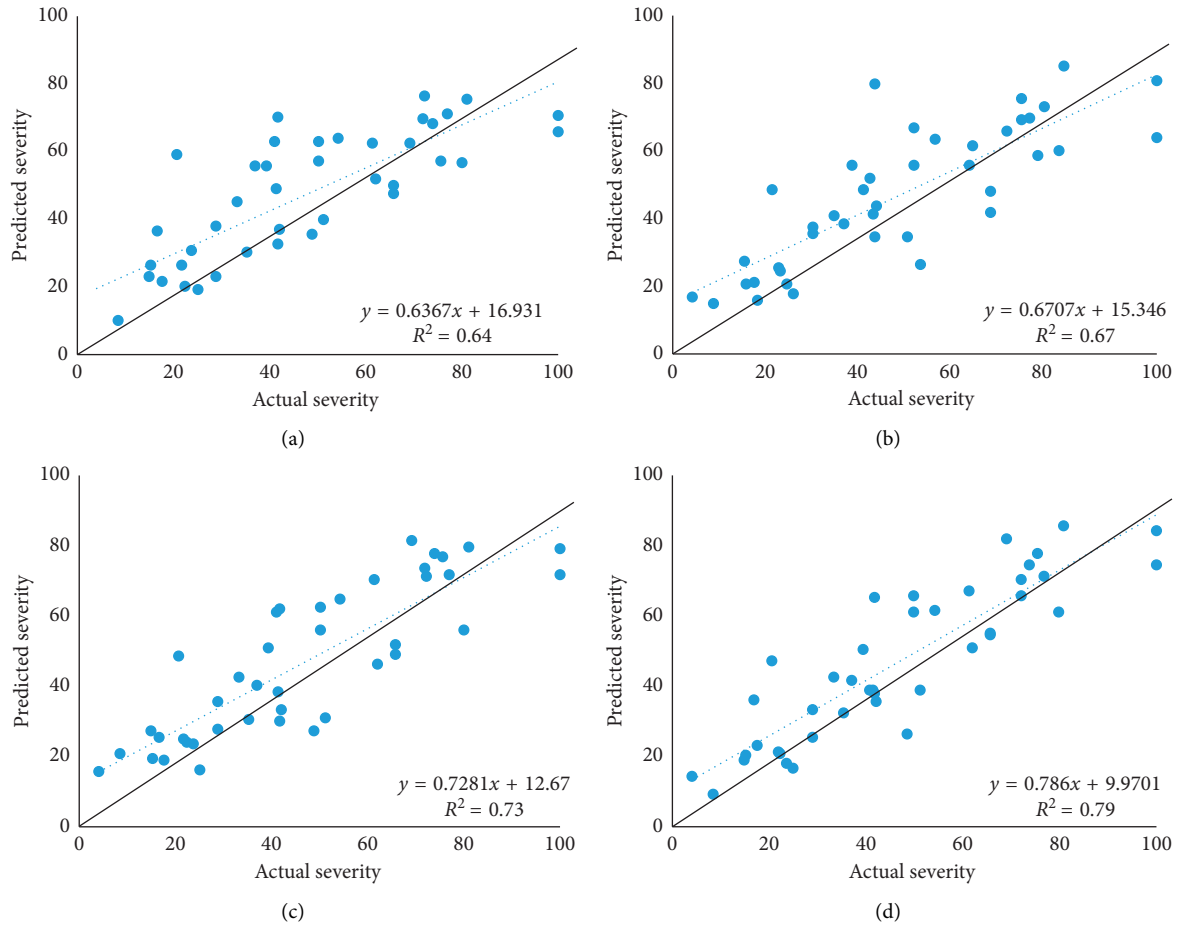 100
80
60
40
20
0
Predicted severity
y = 0.6367x + 16.931
R² = 0.64
0 20 40 60 80 100
Actual severity
(a)
100
80
60
40
20
0
Predicted severity
y = 0.6707x + 15.346
R² = 0.67
0 20 40 60 80 100
Actual severity
(b)
100
80
60
40
20
0
Predicted severity
y = 0.7281x + 12.67
R² = 0.73
0 20 40 60 80 100
Actual severity
(c)
100
80
60
40
20
0
Predicted severity
y = 0.786x + 9.9701
R² = 0.79
0 20 40 60 80 100
Actual severity
(d)